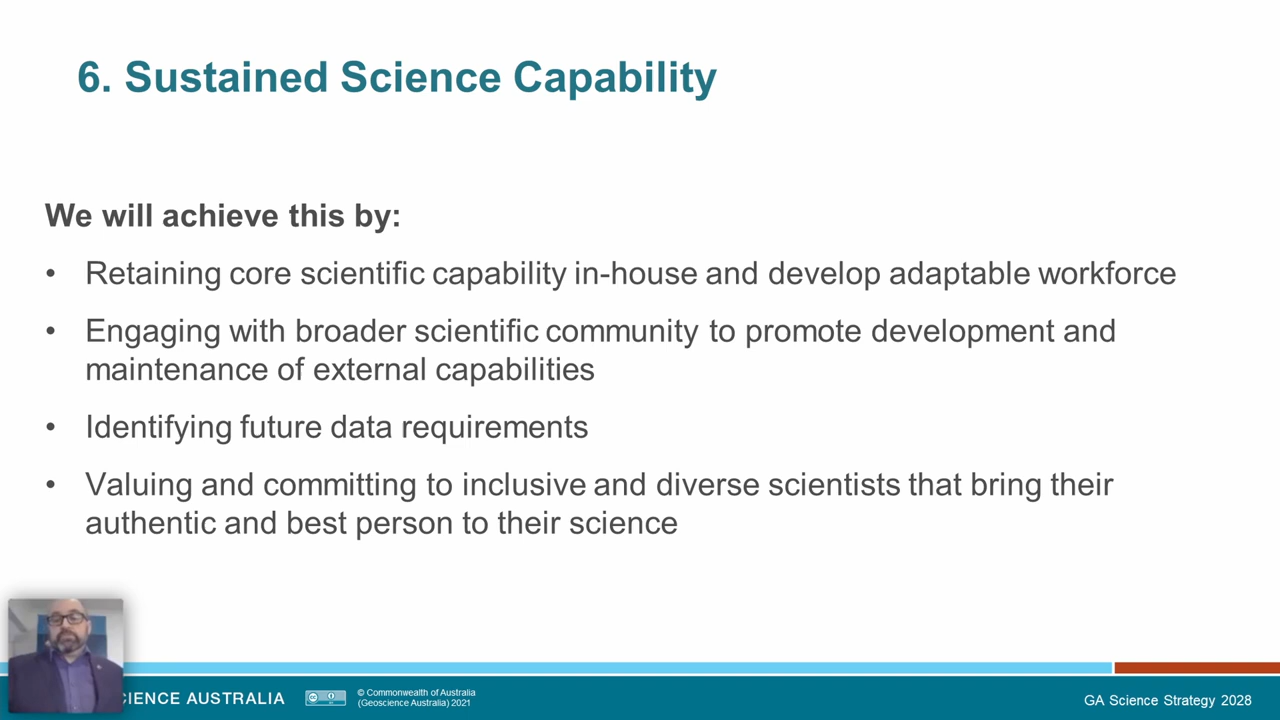 6. Sustained Science Capability
We will achieve this by:
• Retaining core scientific capability in-house and develop adaptable workforce
• Engaging with broader scientific community to promote development and
maintenance of external capabilities
• Identifying future data requirements
• Valuing and committing to inclusive and diverse scientists that bring their
authentic and best person to their science
CIENCE AUSTRALIA
© Commonwealth of Australia
(Geoscience Australia) 2021
GA Science Strategy 2028